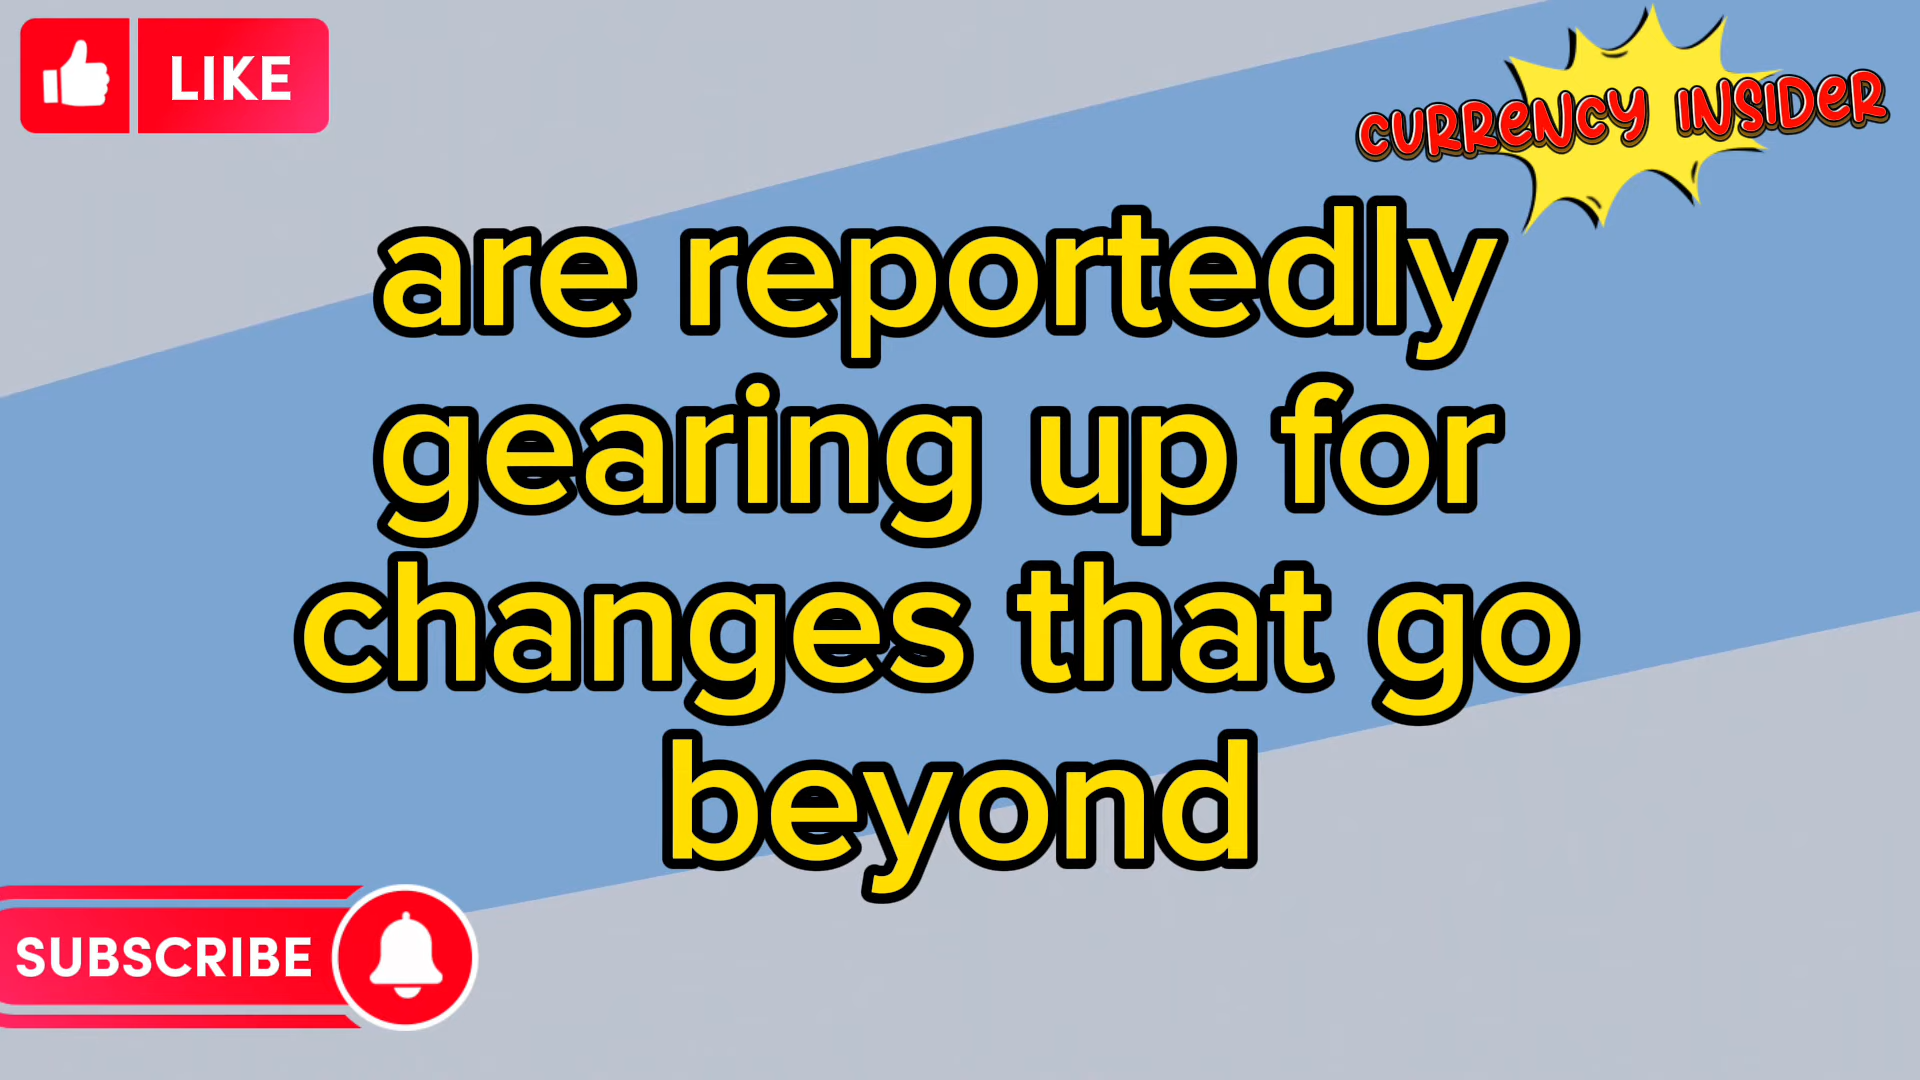 LIKE
CURRENCY INSIDER
are reportedly
gearing up for
changes that go
beyond
SUBSCRIBE